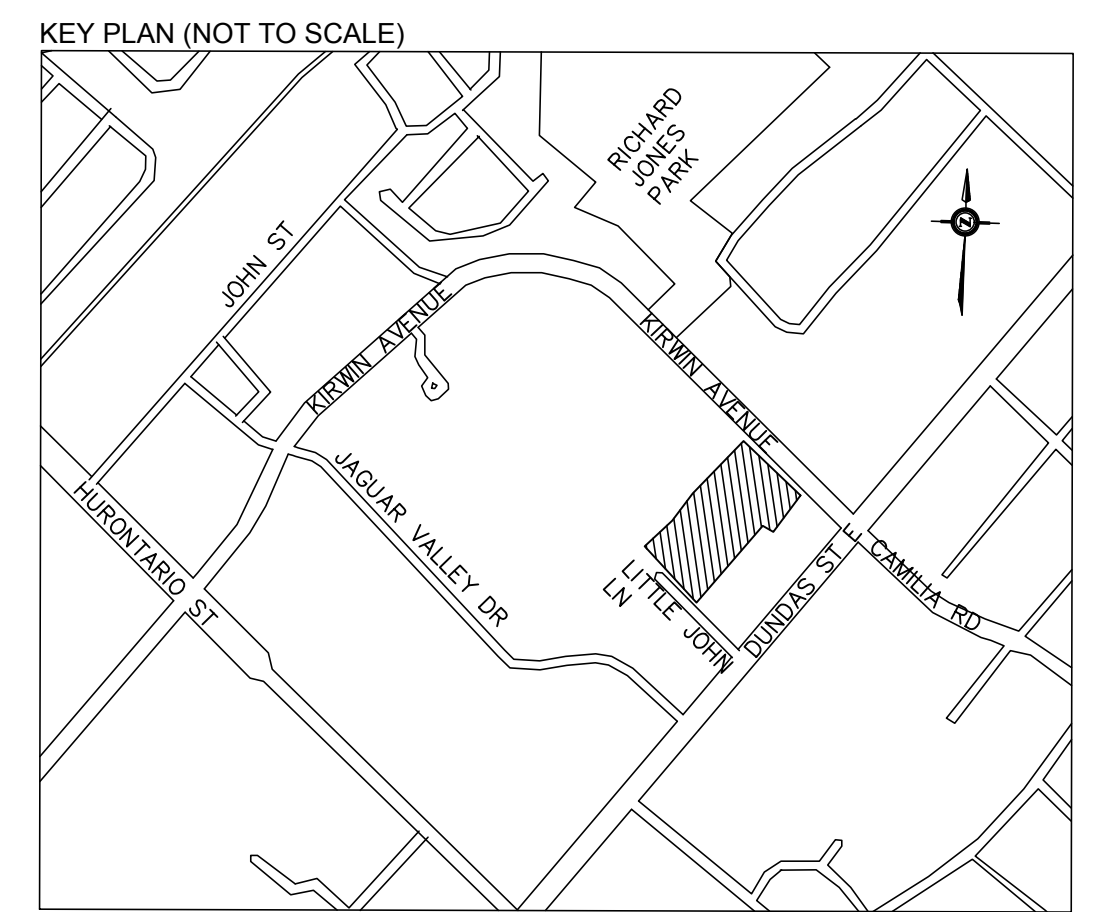 KEY PLAN (NOT TO SCALE)
RICHARD
JONES
PARK
N
JOHN ST
KIRWIN AVENUE
KIRWIN AVENUE
JAGUAR VALLEY DR
HURONTARIO ST
LITTLE JOHN
LN
DUNDAS ST E
CAMILIA RD